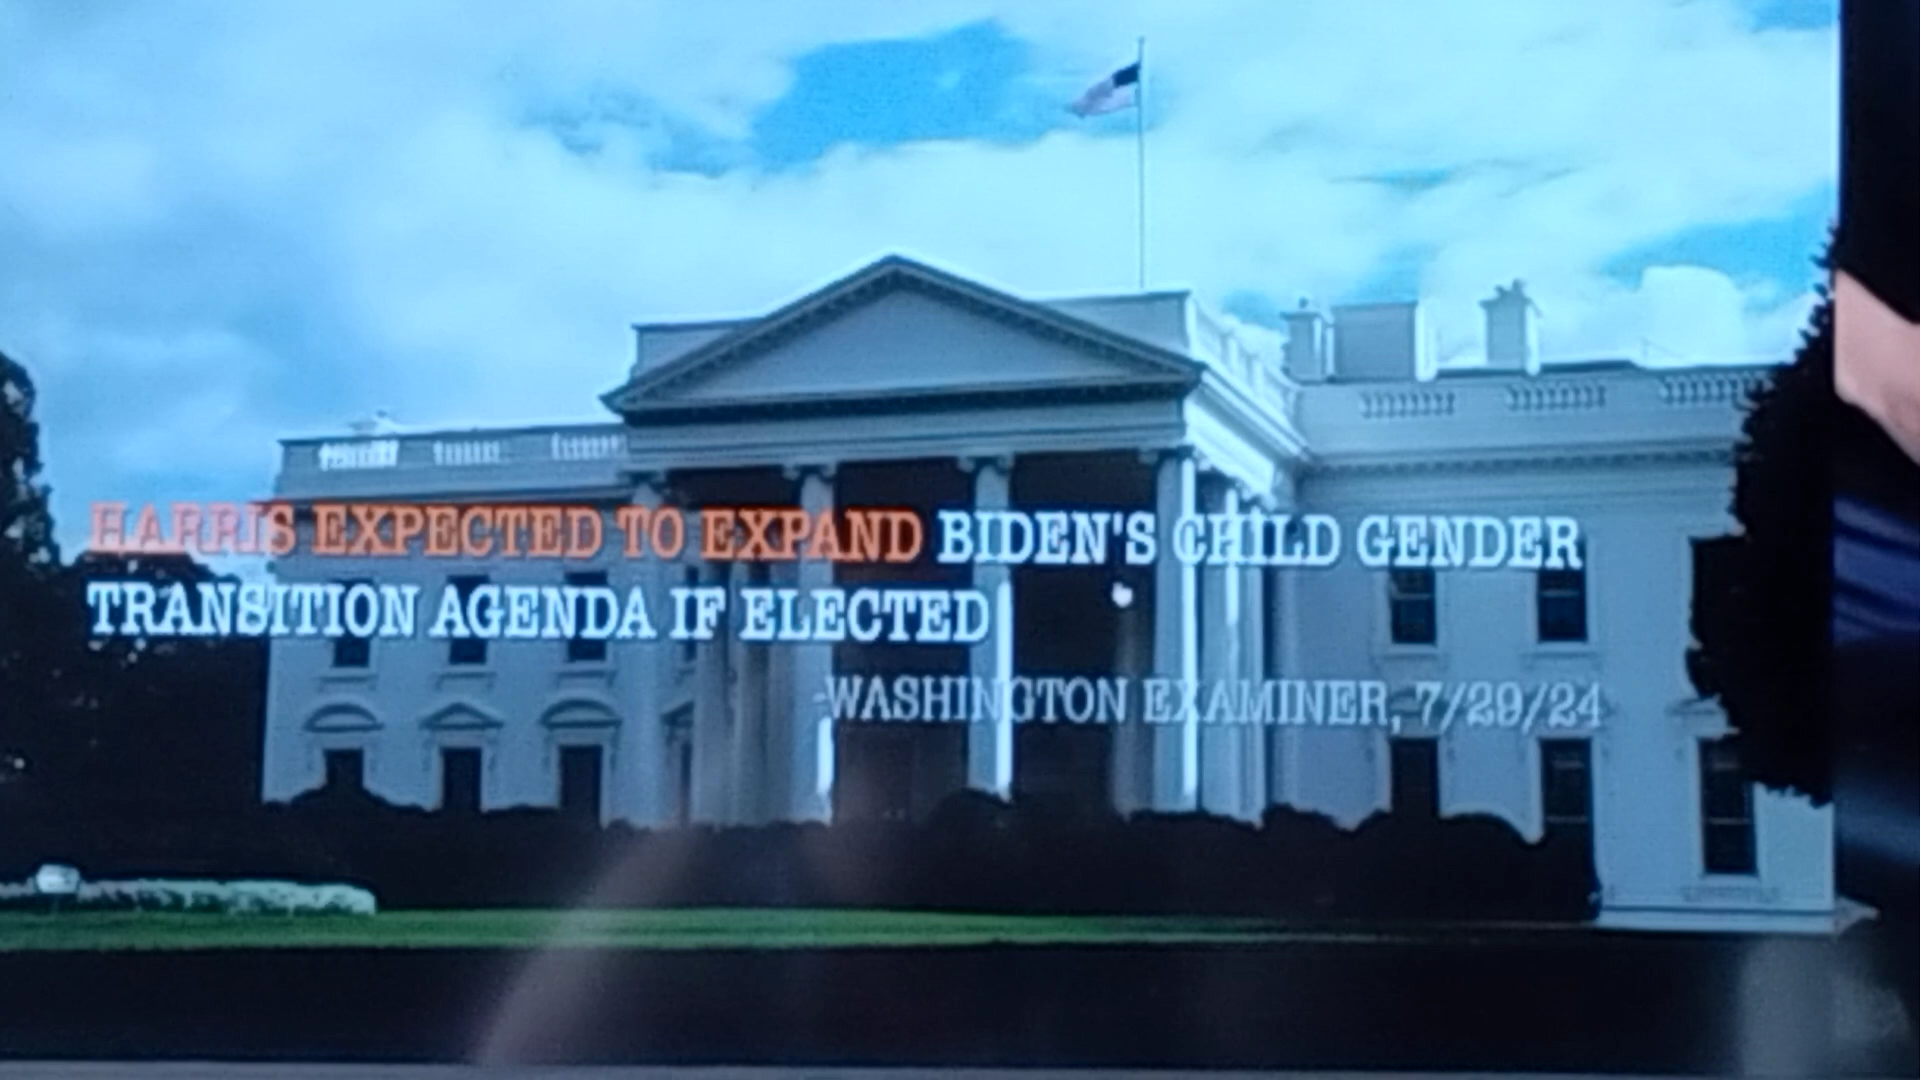 HARRIS EXPECTED TO EXPAND BIDEN'S CHILD GENDER
TRANSITION AGENDA IF ELECTED
-WASHINGTON EXAMINER, 7/29/24